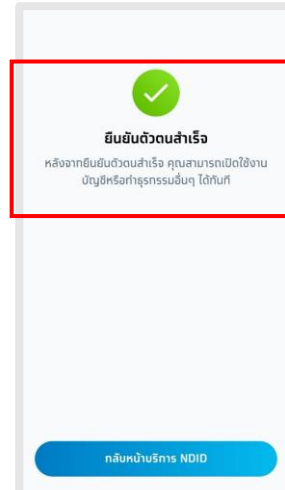 ยืนยันตัวตนสำเร็จ
หลังจากยืนยันตัวตนสำเร็จ คุณสามารถเปิดใช้งาน
บัญชีหรือทำธุรกรรมอื่นๆ ได้ทันที
กลับหน้าบริการ NDID